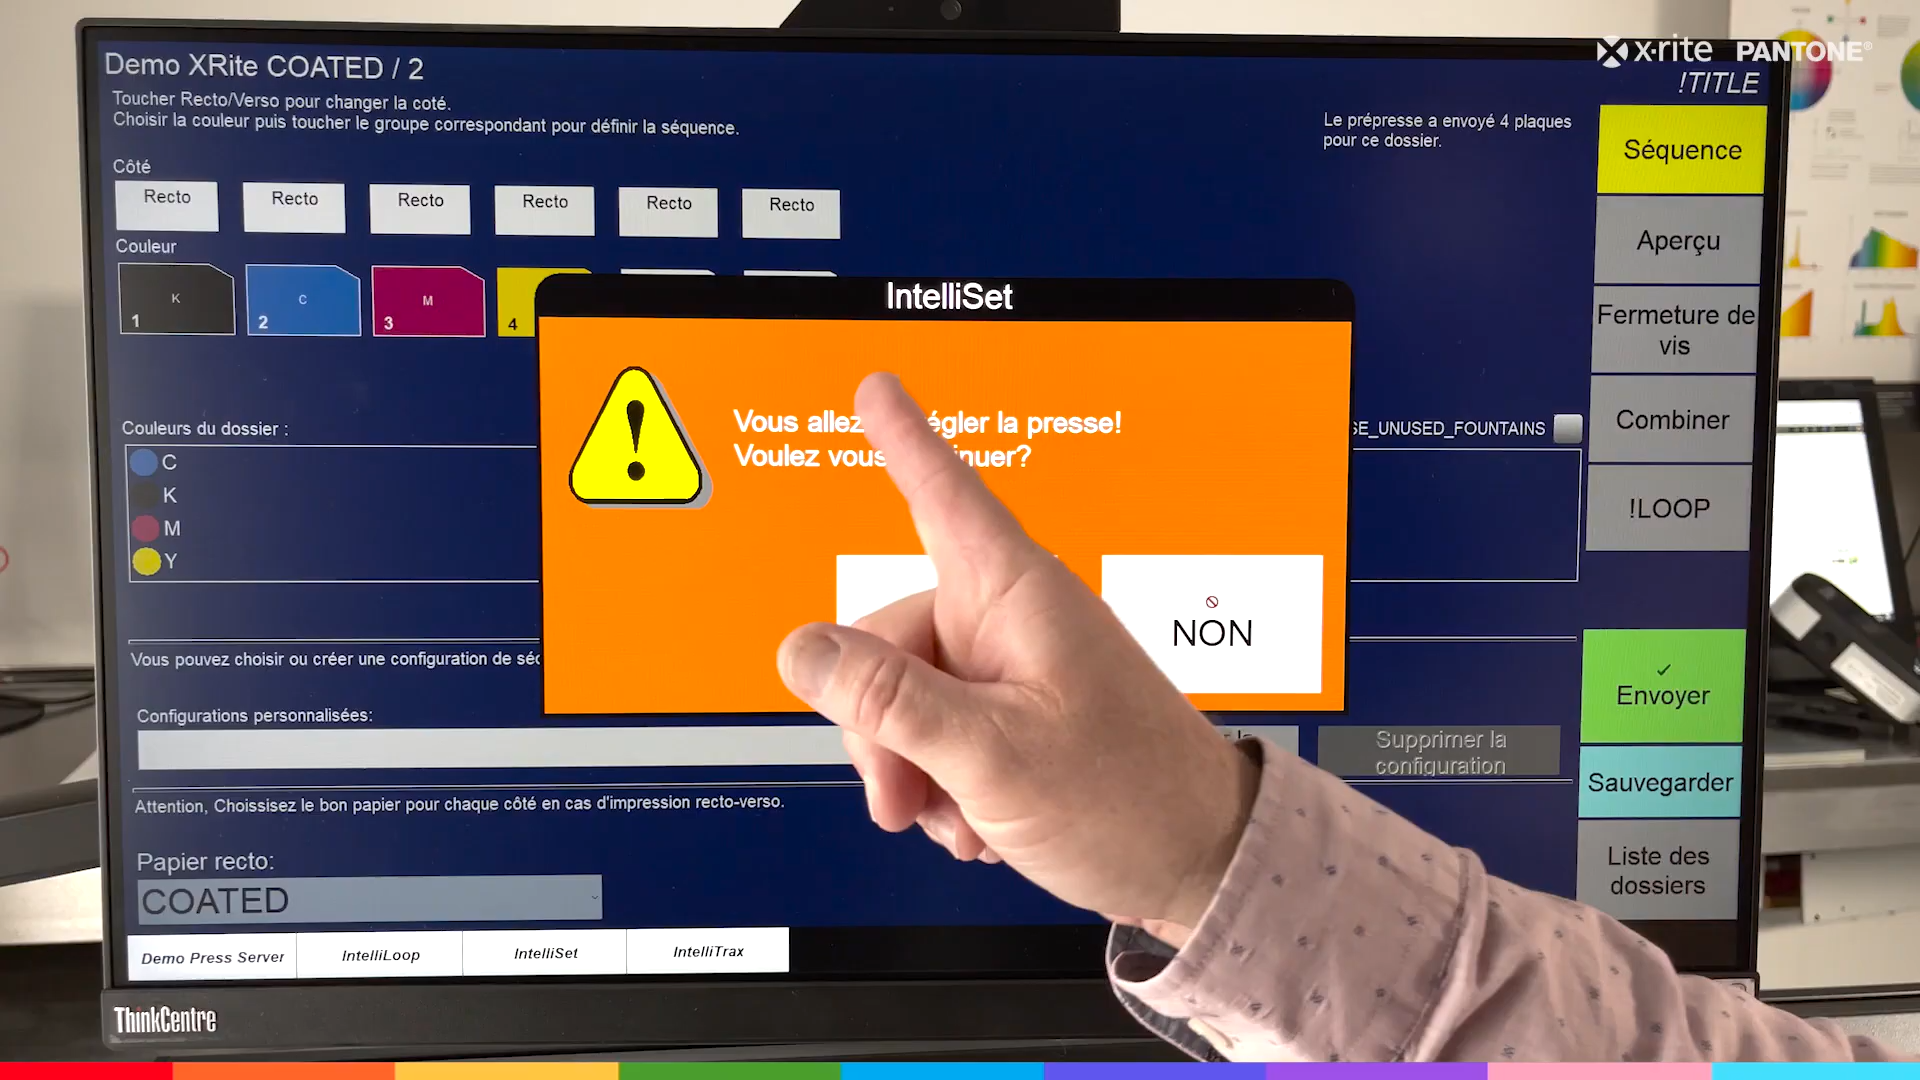 Demo XRite COATED / 2
Toucher Recto/Verso pour changer la coté.
Choisir la couleur puis toucher le groupe correspondant pour définir la séquence.
Le prépresse a envoyé 4 plaques
pour ce dossier.
x·rite PANTONE®
!TITLE
Côté
Recto
Recto
Recto
Recto
Recto
Recto
Couleur
K
1
C
2
M
3
4
Séquence
Aperçu
Fermeture de
vis
Combiner
!LOOP
IntelliSet
Vous allez régler la presse!
Voulez vous
NON
Couleurs du dossier :
C
K
M
Y
SE_UNUSED_FOUNTAINS
Vous pouvez choisir ou créer une configuration de
Configurations personnalisées:
Supprimer la
configuration
Attention, Choissisez le bon papier pour chaque côté en cas d'impression recto-verso.
Papier recto:
COATED
Envoyer
Sauvegarder
Liste des
dossiers
Demo Press Server
IntelliLoop
IntelliSet
IntelliTrax
ThinkCentre